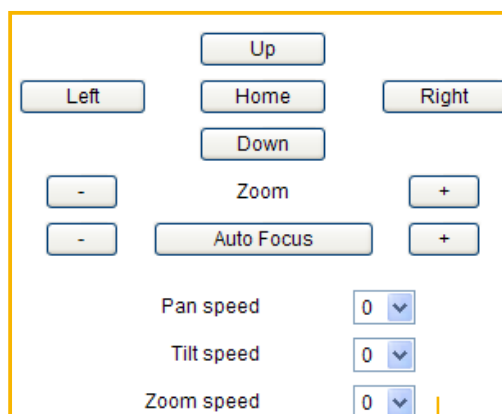 Up
Left Home Right
Down
- Zoom +
- Auto Focus +
Pan speed 0
Tilt speed 0
Zoom speed 0